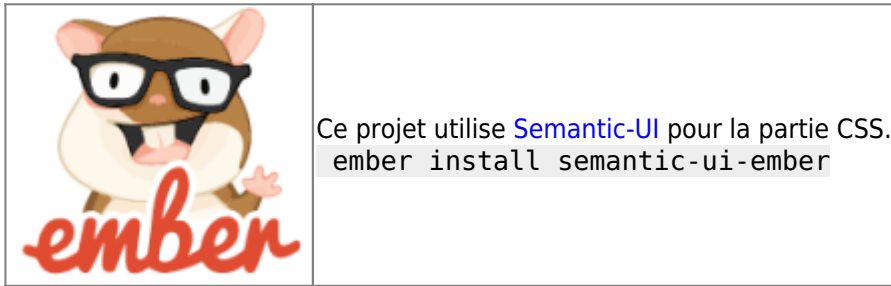 ember
Ce projet utilise Semantic-UI pour la partie CSS.
ember install semantic-ui-ember